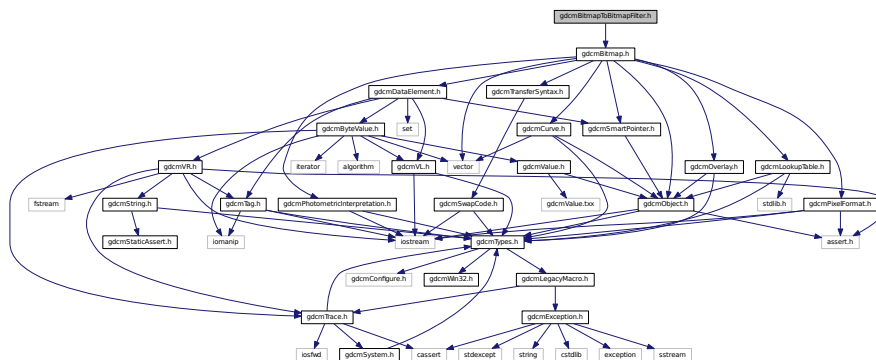 gdcmBitmapToBitmapFilter.h
gdcmBitmap.h
gdcmDataElement.h
gdcmTransferSyntax.h
gdcmByteValue.h
set
gdcmCurve.h
gdcmSmartPointer.h
gdcmVR.h
iterator
algorithm
gdcmVL.h
vector
gdcmValue.h
gdcmOverlay.h
gdcmLookupTable.h
fstream
gdcmString.h
gdcmTag.h
gdcmPhotometricInterpretation.h
gdcmSwapCode.h
gdcmValue.txx
gdcmObject.h
stdlib.h
gdcmPixelFormat.h
gdcmStaticAssert.h
iomanip
iostream
gdcmTypes.h
assert.h
gdcmConfigure.h
gdcmWin32.h
gdcmLegacyMacro.h
gdcmTrace.h
gdcmException.h
iosfwd
gdcmSystem.h
cassert
stdexcept
string
cstdlib
exception
sstream